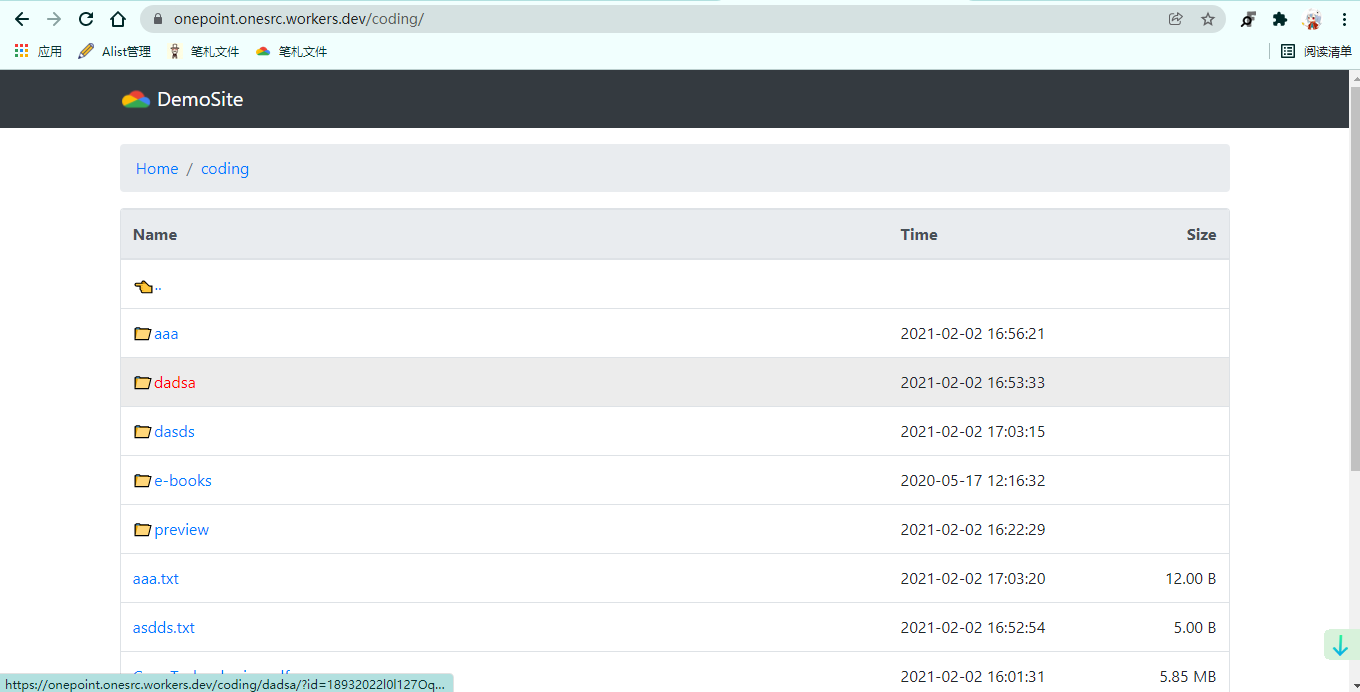 onepoint.onesrc.workers.dev/coding/
应用 Alist管理 笔札文件 笔札文件 阅读清单
DemoSite
Home / coding
Name Time Size
..
aaa 2021-02-02 16:56:21
dadsa 2021-02-02 16:53:33
dasds 2021-02-02 17:03:15
e-books 2020-05-17 12:16:32
preview 2021-02-02 16:22:29
aaa.txt 2021-02-02 17:03:20 12.00 B
asdds.txt 2021-02-02 16:52:54 5.00 B
2021-02-02 16:01:31 5.85 MB
https://onepoint.onesrc.workers.dev/coding/dadsa/?id=18932022l0l127Oq...